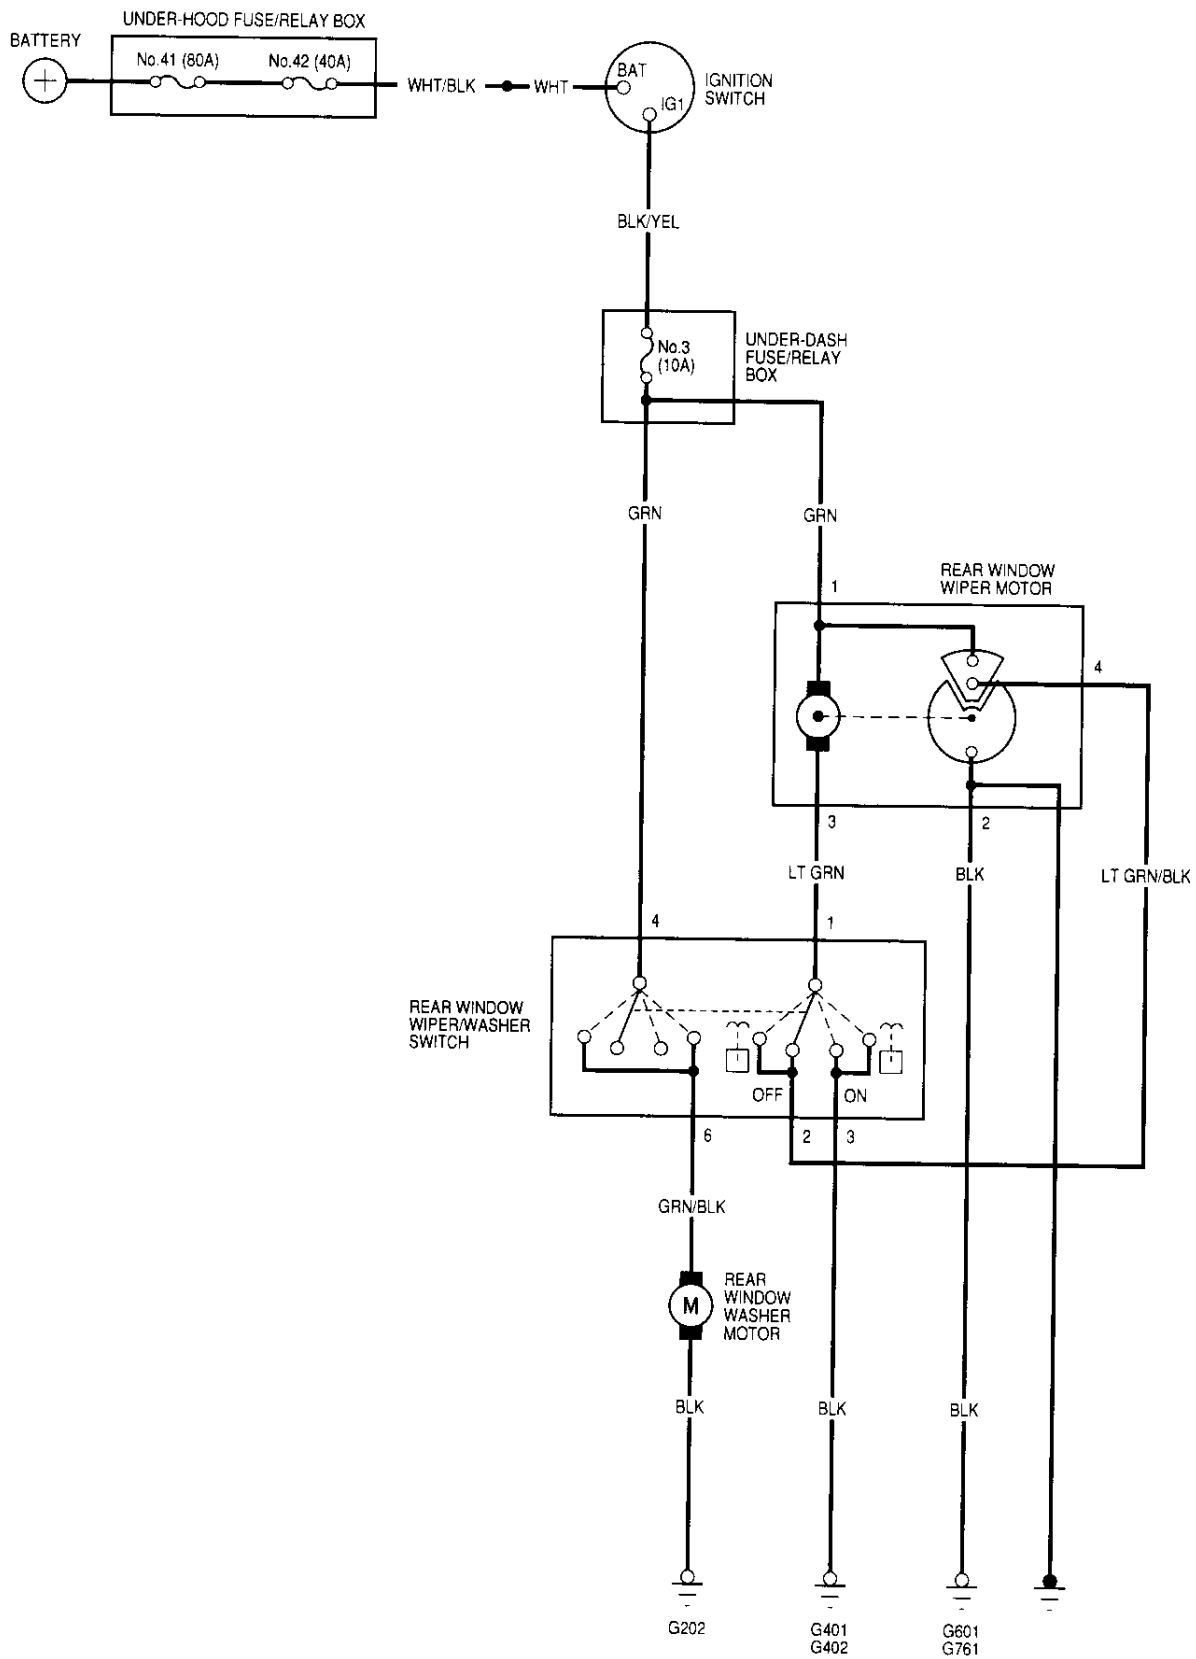 UNDER-HOOD FUSE/RELAY BOX
BATTERY
No.41 (80A)
No.42 (40A)
WHT/BLK
WHT
BAT
IG1
IGNITION
SWITCH
BLK/YEL
No.3
(10A)
UNDER-DASH
FUSE/RELAY
BOX
GRN
GRN
REAR WINDOW
WIPER MOTOR
1
4
3
2
LT GRN
BLK
LT GRN/BLK
4
1
REAR WINDOW
WIPER/WASHER
SWITCH
OFF
ON
6
2
3
GRN/BLK
M
REAR
WINDOW
WASHER
MOTOR
BLK
BLK
BLK
G202
G401
G402
G601
G761